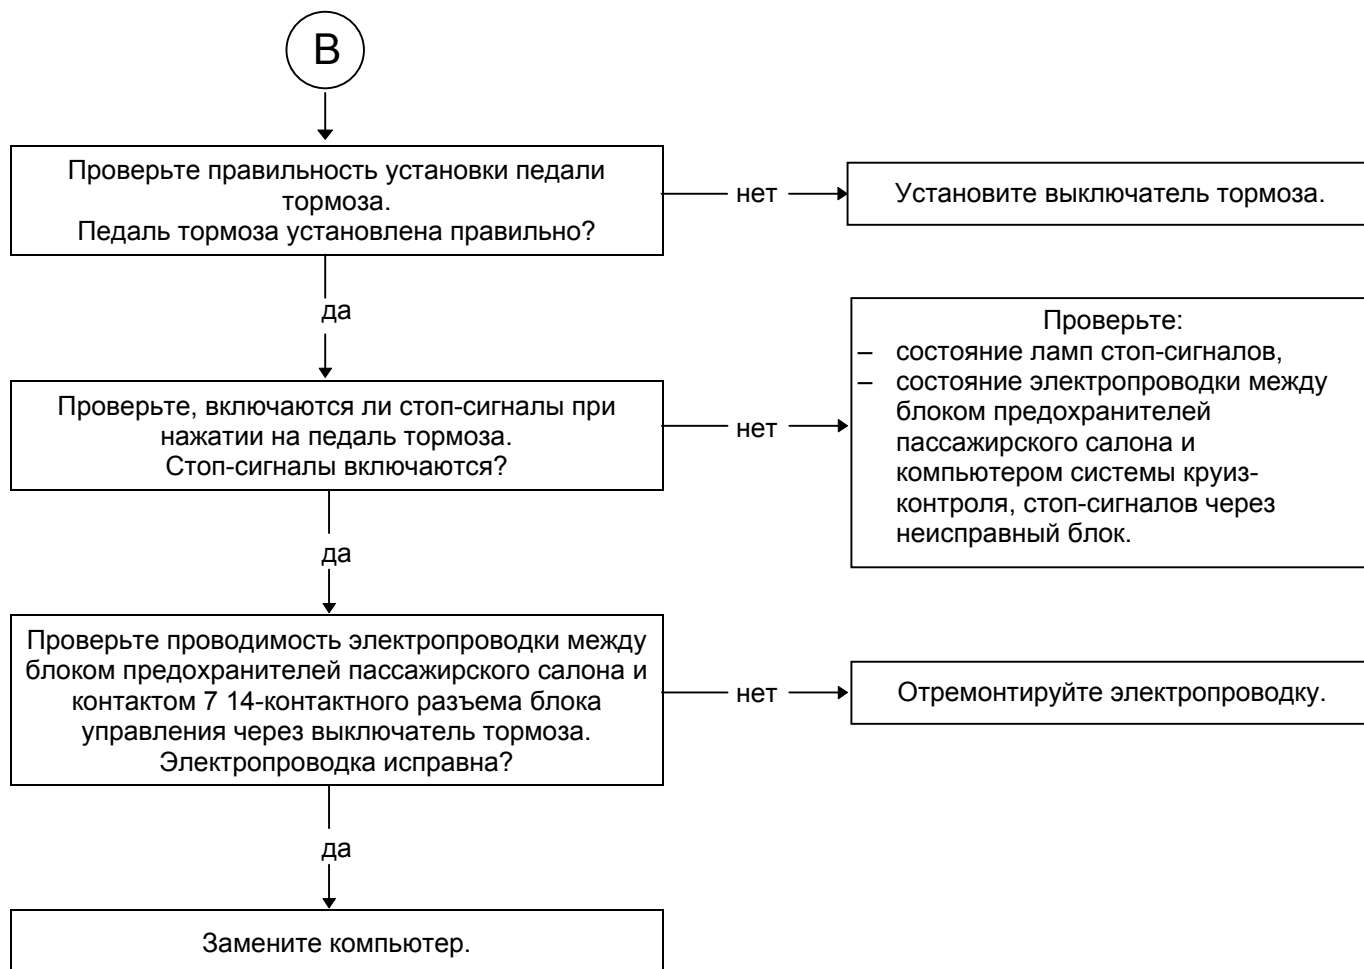 B
Проверьте правильность установки педали
тормоза.
Педаль тормоза установлена правильно?
нет
Установите выключатель тормоза.
да
Проверьте, включаются ли стоп-сигналы при
нажатии на педаль тормоза.
Стоп-сигналы включаются?
нет
Проверьте:
– состояние ламп стоп-сигналов,
– состояние электропроводки между
блоком предохранителей
пассажирского салона и
компьютером системы круиз-
контроля, стоп-сигналов через
неисправный блок.
да
Проверьте проводимость электропроводки между
блоком предохранителей пассажирского салона и
контактом 7 14-контактного разъема блока
управления через выключатель тормоза.
Электропроводка исправна?
нет
Отремонтируйте электропроводку.
да
Замените компьютер.